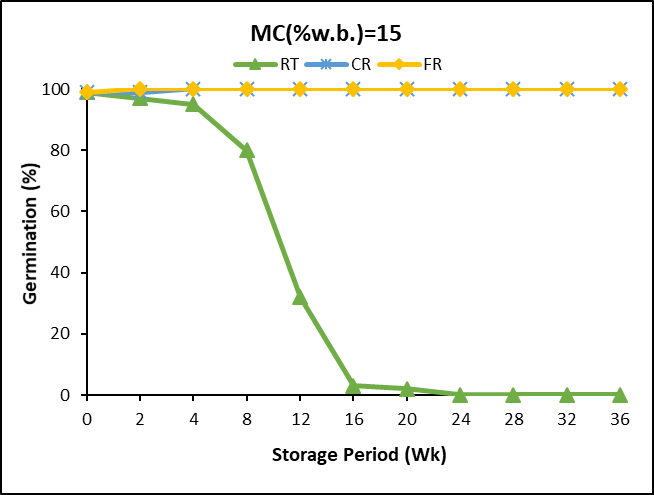 MC(%w.b.)=15
RT CR FR
100
80
60
40
20
0
Germination (%)
0 2 4 8 12 16 20 24 28 32 36
Storage Period (Wk)